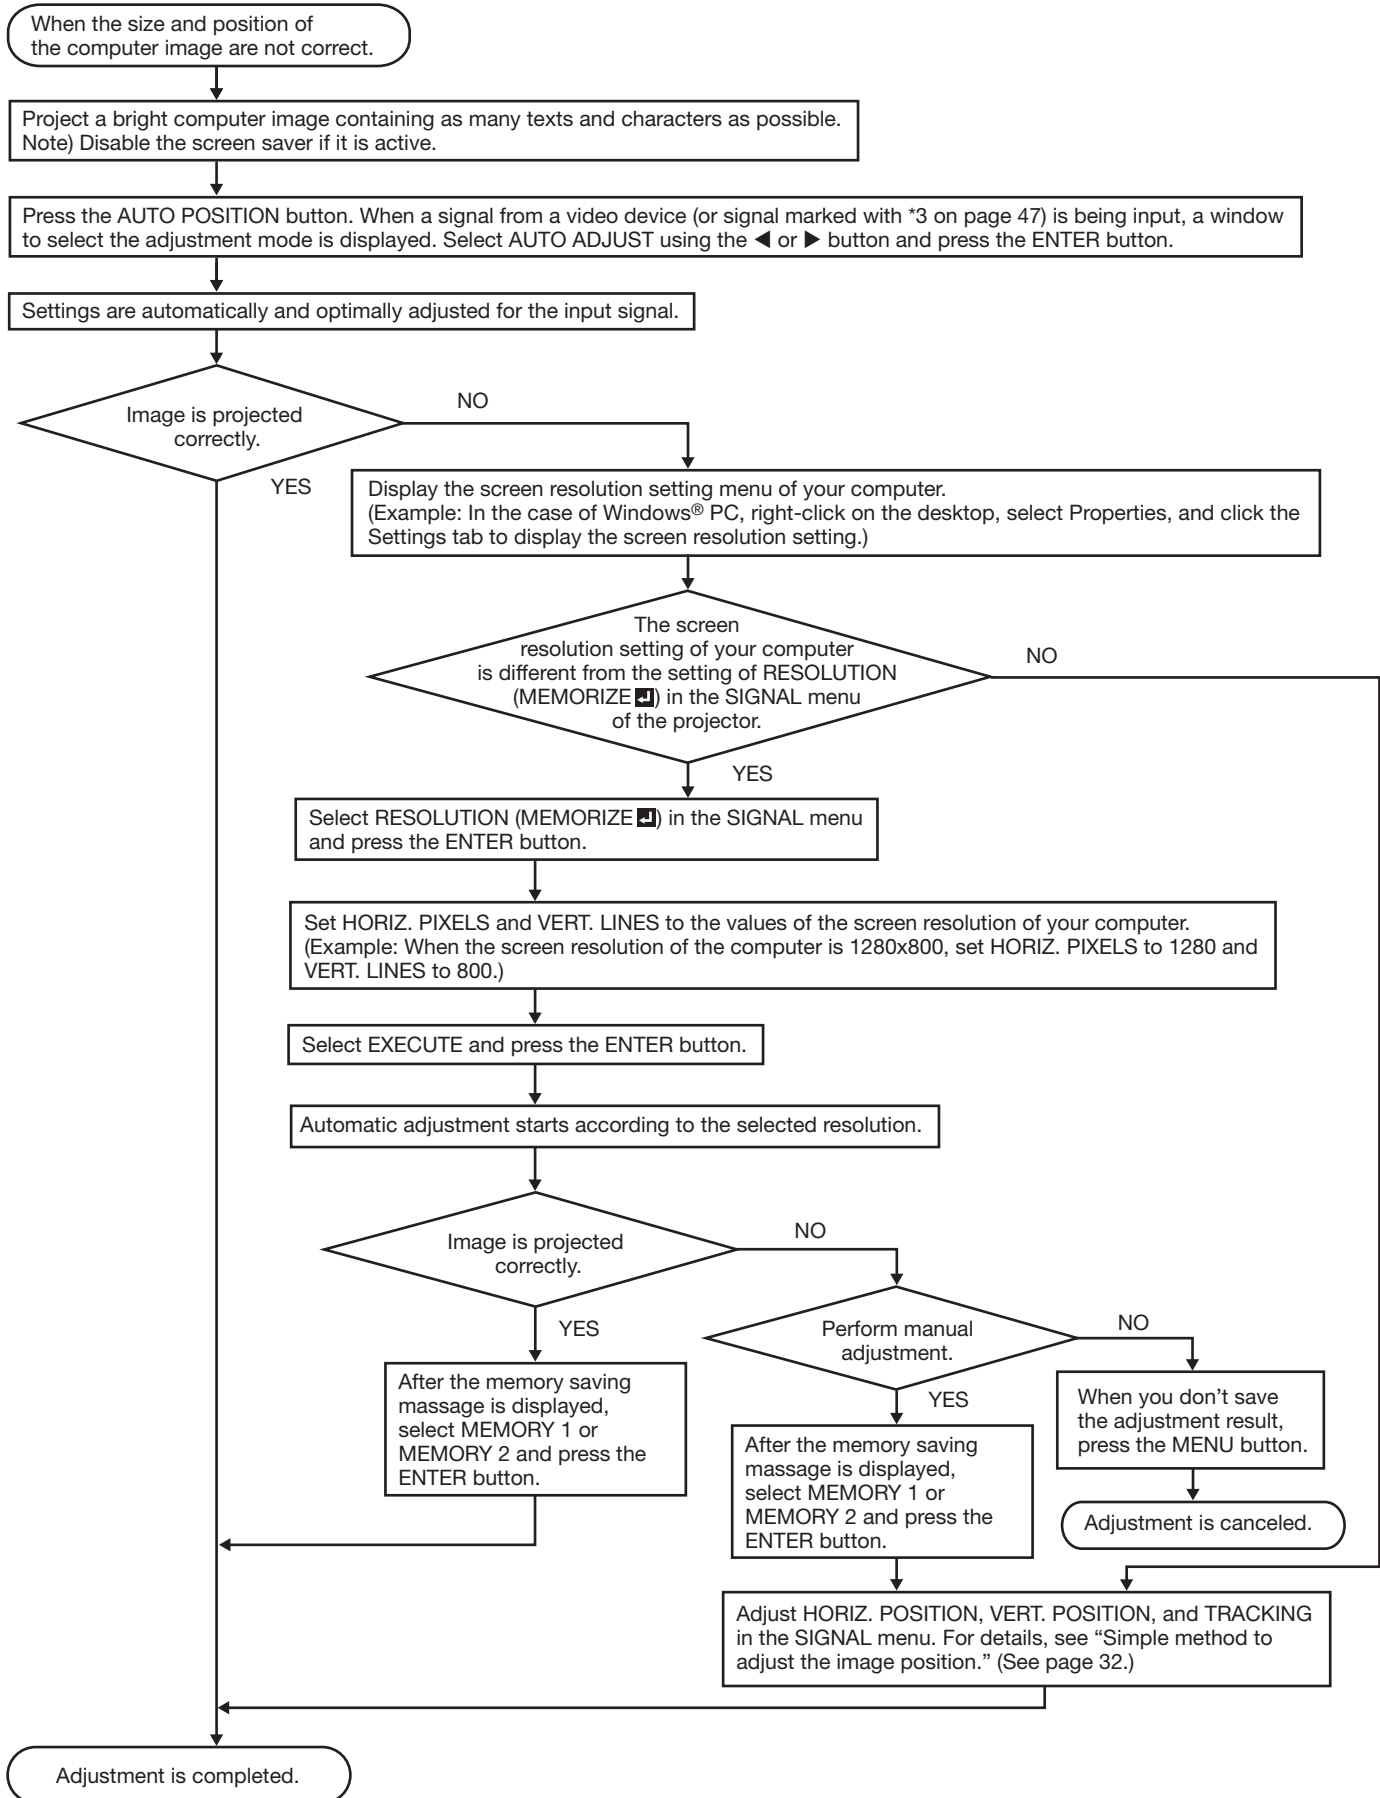 When the size and position of
the computer image are not correct.
Project a bright computer image containing as many texts and characters as possible.
Note) Disable the screen saver if it is active.
Press the AUTO POSITION button. When a signal from a video device (or signal marked with *3 on page 47) is being input, a window
to select the adjustment mode is displayed. Select AUTO ADJUST using the ◀ or ▶ button and press the ENTER button.
Settings are automatically and optimally adjusted for the input signal.
Image is projected
correctly.
NO
YES
Display the screen resolution setting menu of your computer.
(Example: In the case of Windows® PC, right-click on the desktop, select Properties, and click the
Settings tab to display the screen resolution setting.)
The screen
resolution setting of your computer
is different from the setting of RESOLUTION
(MEMORIZE ↵) in the SIGNAL menu
of the projector.
NO
YES
Select RESOLUTION (MEMORIZE ↵) in the SIGNAL menu
and press the ENTER button.
Set HORIZ. PIXELS and VERT. LINES to the values of the screen resolution of your computer.
(Example: When the screen resolution of the computer is 1280x800, set HORIZ. PIXELS to 1280 and
VERT. LINES to 800.)
Select EXECUTE and press the ENTER button.
Automatic adjustment starts according to the selected resolution.
Image is projected
correctly.
NO
YES
After the memory saving
massage is displayed,
select MEMORY 1 or
MEMORY 2 and press the
ENTER button.
Perform manual
adjustment.
NO
YES
After the memory saving
massage is displayed,
select MEMORY 1 or
MEMORY 2 and press the
ENTER button.
When you don't save
the adjustment result,
press the MENU button.
Adjustment is canceled.
Adjust HORIZ. POSITION, VERT. POSITION, and TRACKING
in the SIGNAL menu. For details, see “Simple method to
adjust the image position.” (See page 32.)
Adjustment is completed.